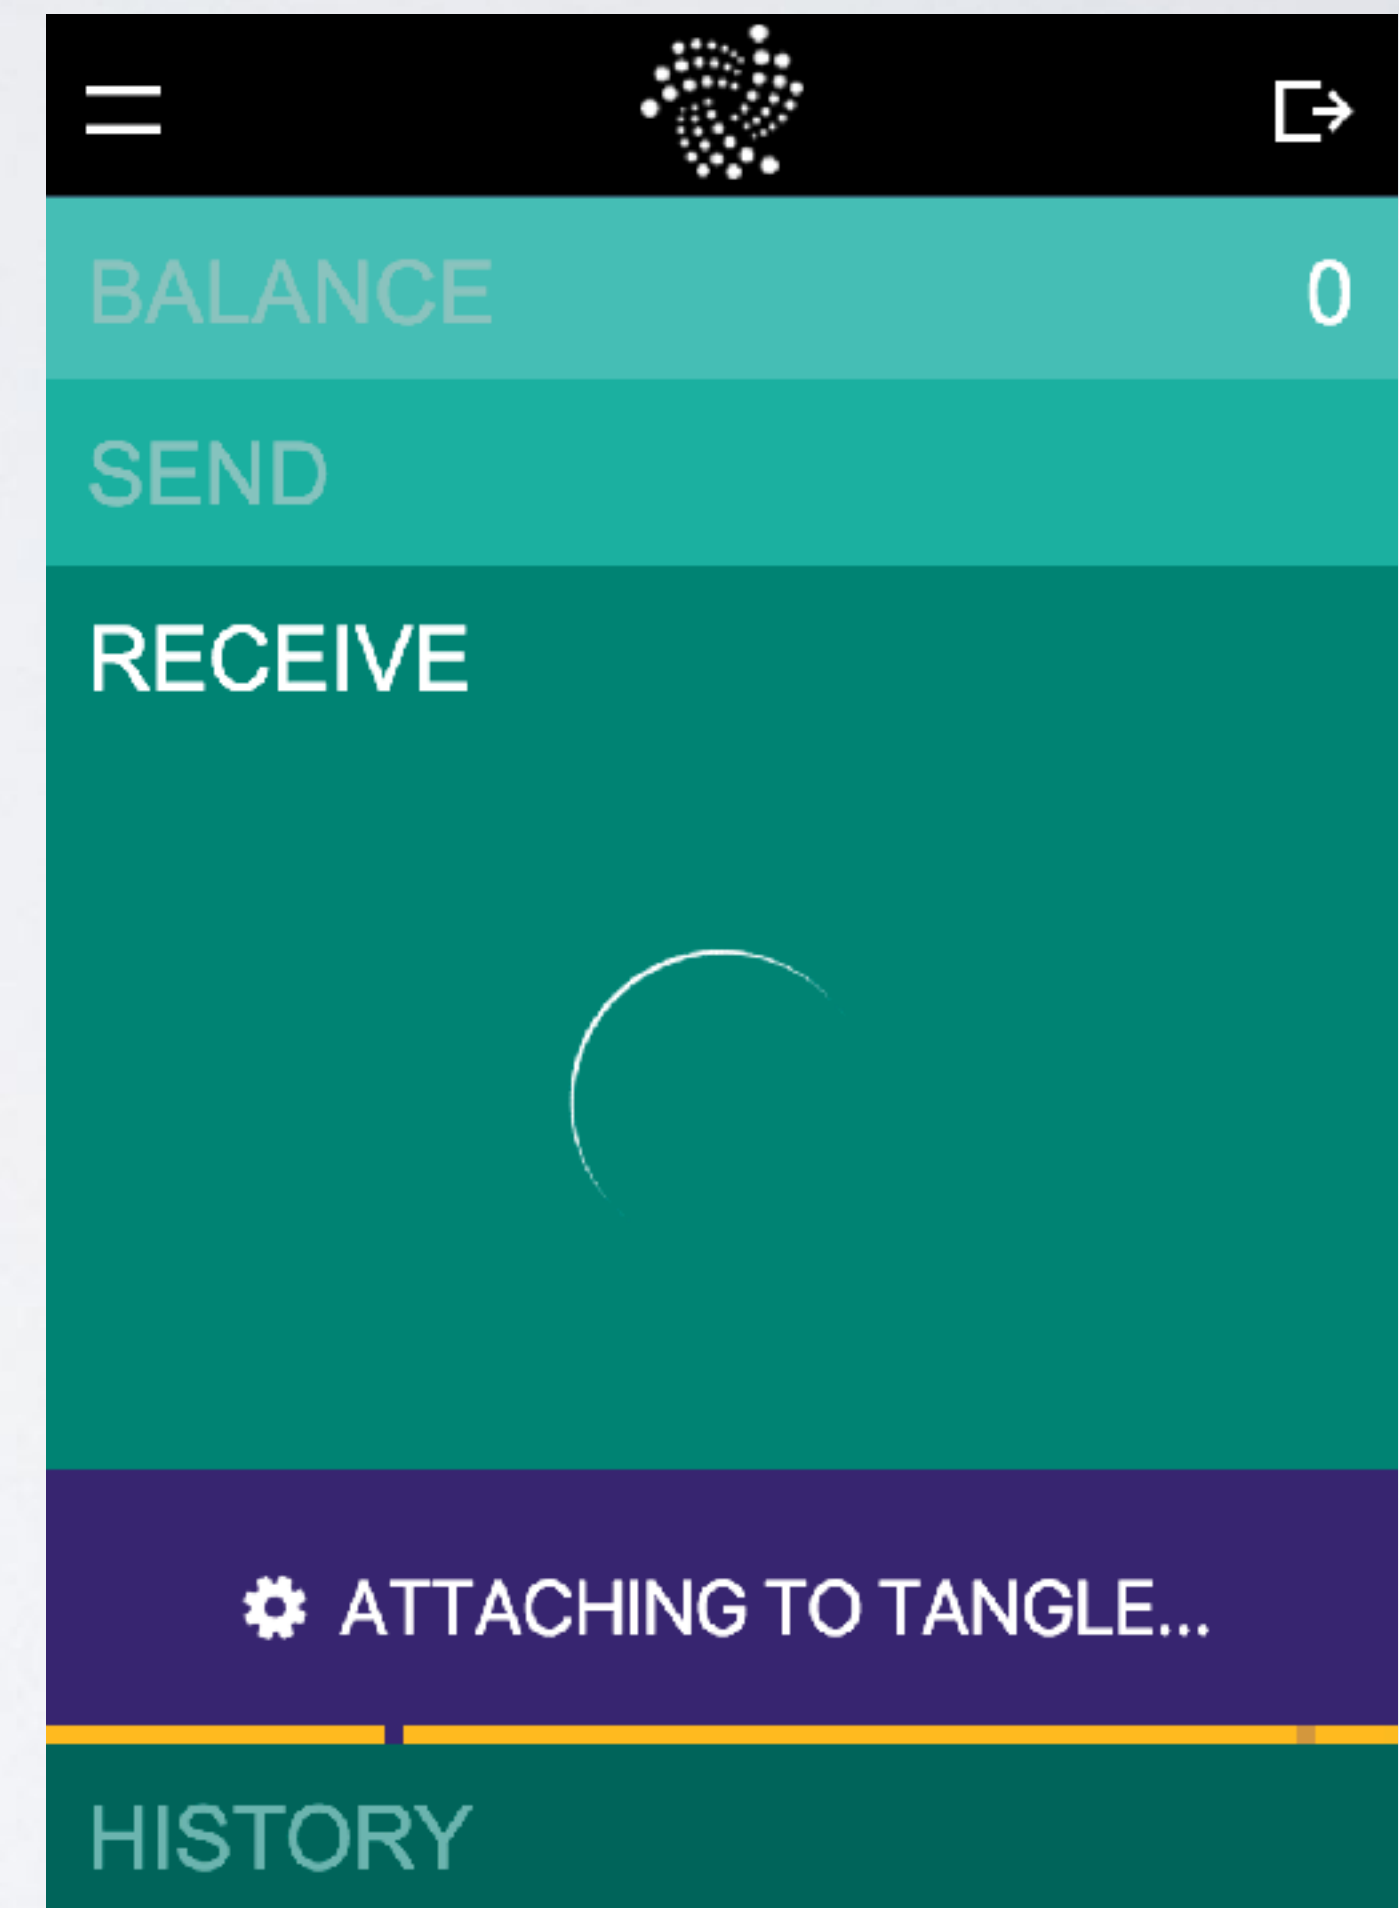 BALANCE 0
SEND
RECEIVE
ATTACHING TO TANGLE...
HISTORY